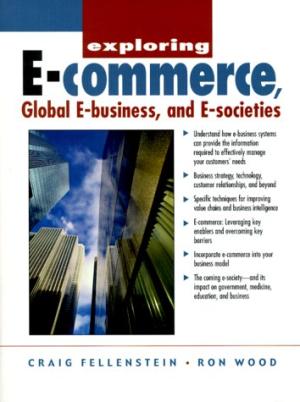 exploring
E-commerce,
Global E-business, and E-societies
Understand how e-business systems
can provide the information
required to effectively manage
your customers' needs
Business strategy, technology,
customer relationships, and beyond
Specific techniques for improving
value chains and business intelligence
E-commerce: Leveraging key
enablers and overcoming key
barriers
Incorporate e-commerce into your
business model
The coming e-society—and its
impact on government, medicine,
education, and business
CRAIG FELLENSTEIN • RON WOOD